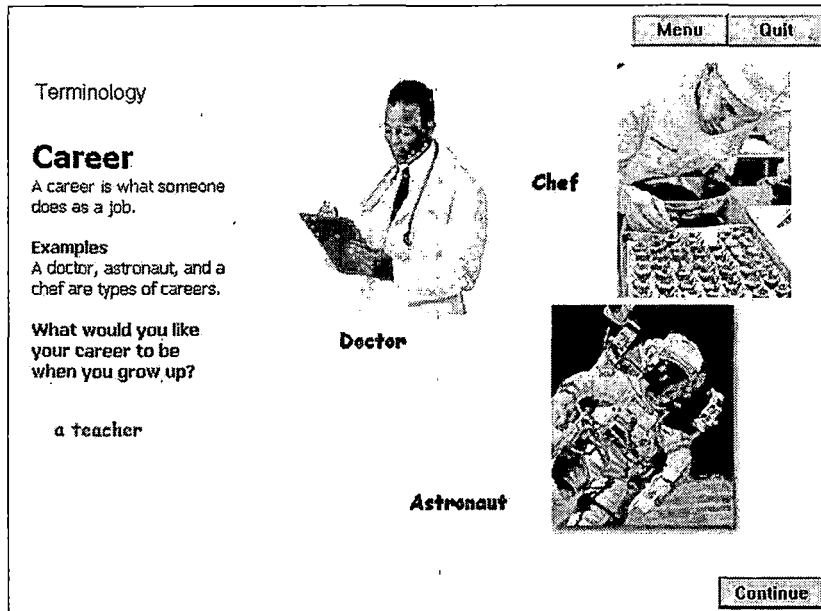 Menu
Quit
Terminology
Career
A career is what someone
does as a job.
Examples
A doctor, astronaut, and a
chef are types of careers.
What would you like
your career to be
when you grow up?
a teacher
Doctor
Chef
Astronaut
Continue